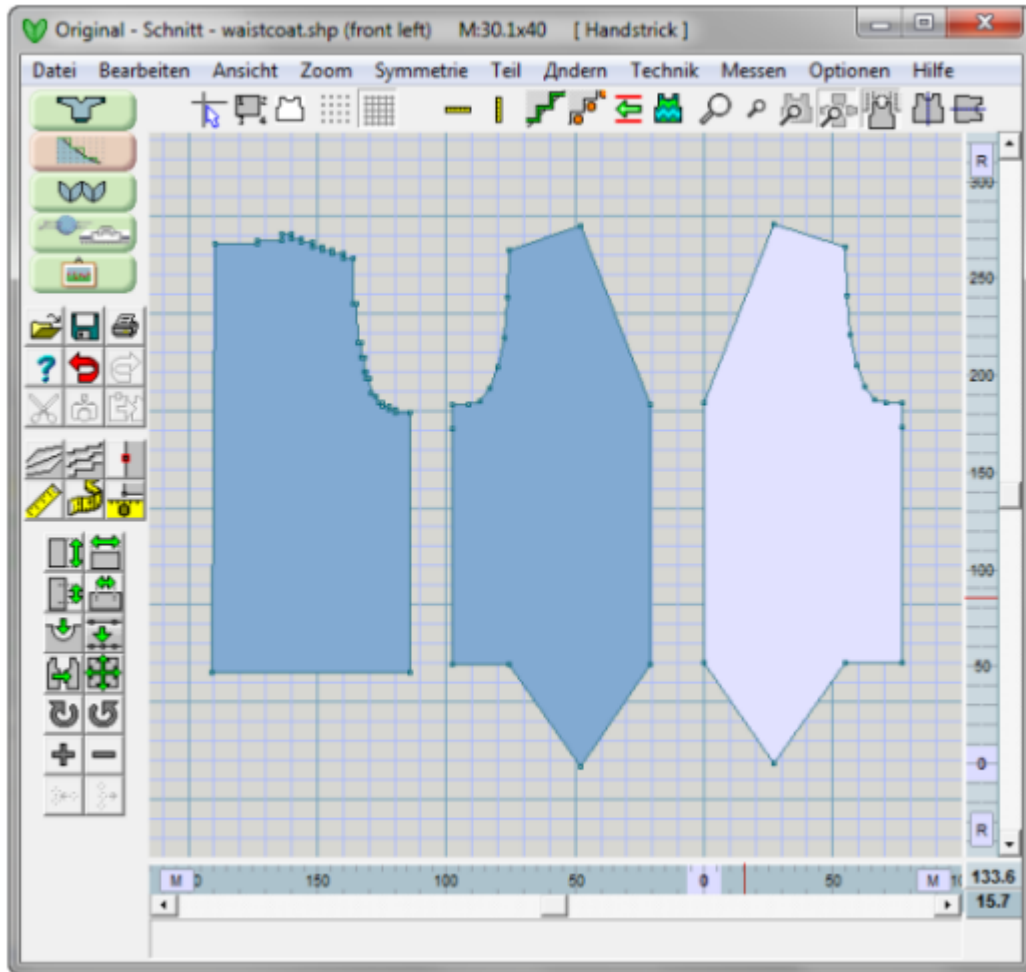 Original - Schnitt - waistcoat.shp (front left) M:30.1x40 [ Handstrick ]
Datei Bearbeiten Ansicht Zoom Symmetrie Teil Дndern Technik Messen Optionen Hilfe
R
300
250
200
150
100
50
0
R
M 150 100 50 0 50 M
133.6
15.7